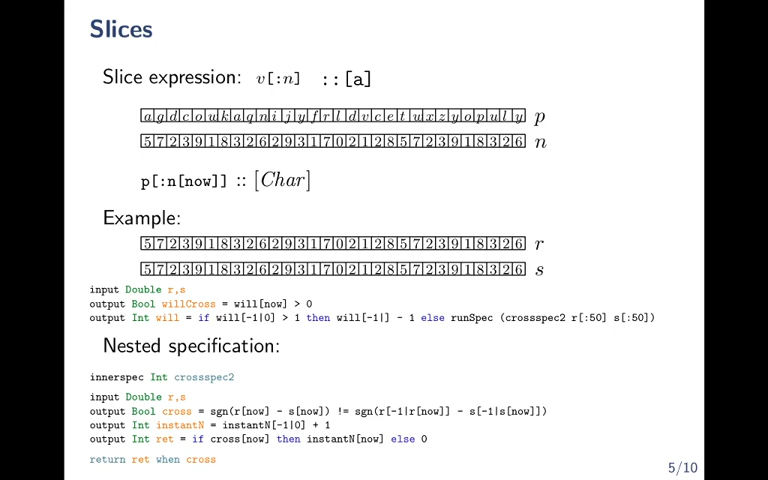 Slices
Slice expression: v[:n] ::[a]
a g d c o u k a q n i j y f r l d v c e t u x z y o p u l y p
5 7 2 3 9 1 8 3 2 6 2 9 3 1 7 0 2 1 2 8 5 7 2 3 9 1 8 3 2 6 n
p[:n[now]] :: [Char]
Example:
5 7 2 3 9 1 8 3 2 6 2 9 3 1 7 0 2 1 2 8 5 7 2 3 9 1 8 3 2 6 r
5 7 2 3 9 1 8 3 2 6 2 9 3 1 7 0 2 1 2 8 5 7 2 3 9 1 8 3 2 6 s
input Double r,s
output Bool willCross = will[now] > 0
output Int will = if will[-1|0] > 1 then will[-1|] - 1 else runSpec (crossspec2 r[:50] s[:50])
Nested specification:
innerspec Int crossspec2
input Double r,s
output Bool cross = sgn(r[now] - s[now]) != sgn(r[-1|r[now]] - s[-1|s[now]])
output Int instantN = instantN[-1|0] + 1
output Int ret = if cross[now] then instantN[now] else 0
return ret when cross
5/10